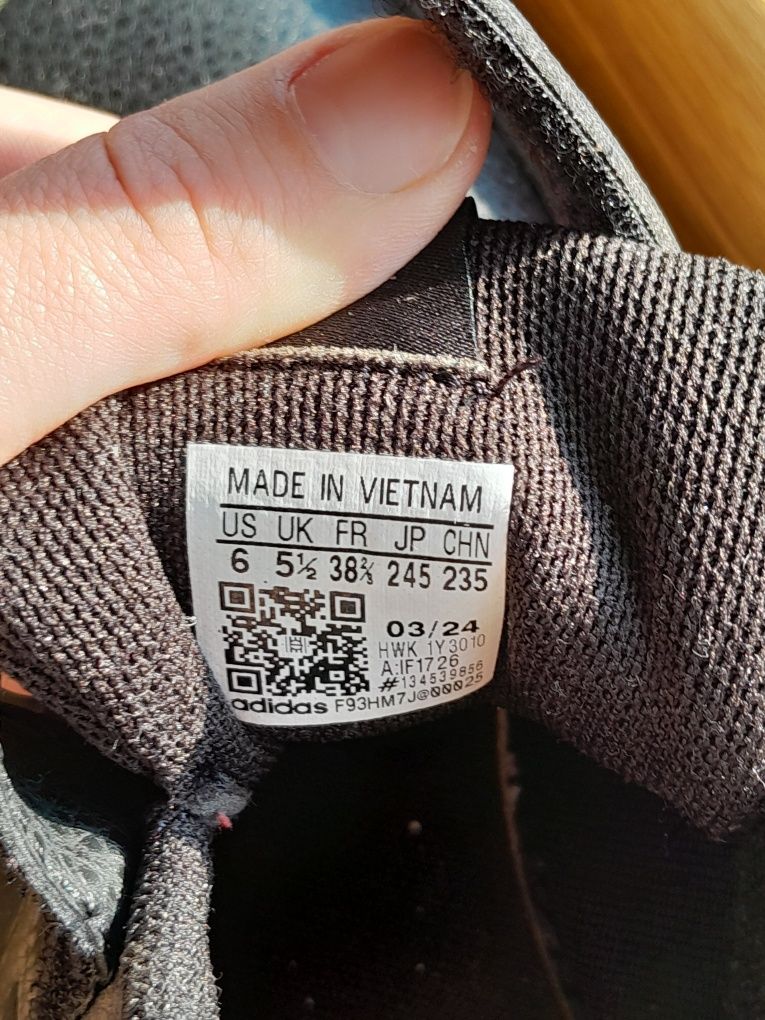 MADE IN VIETNAM
US UK FR JP CHN
6 5½ 38⅔ 245 235
03/24
HWK 1Y3010
A:IF1726
#134539856
adidas F93HM7J@00025